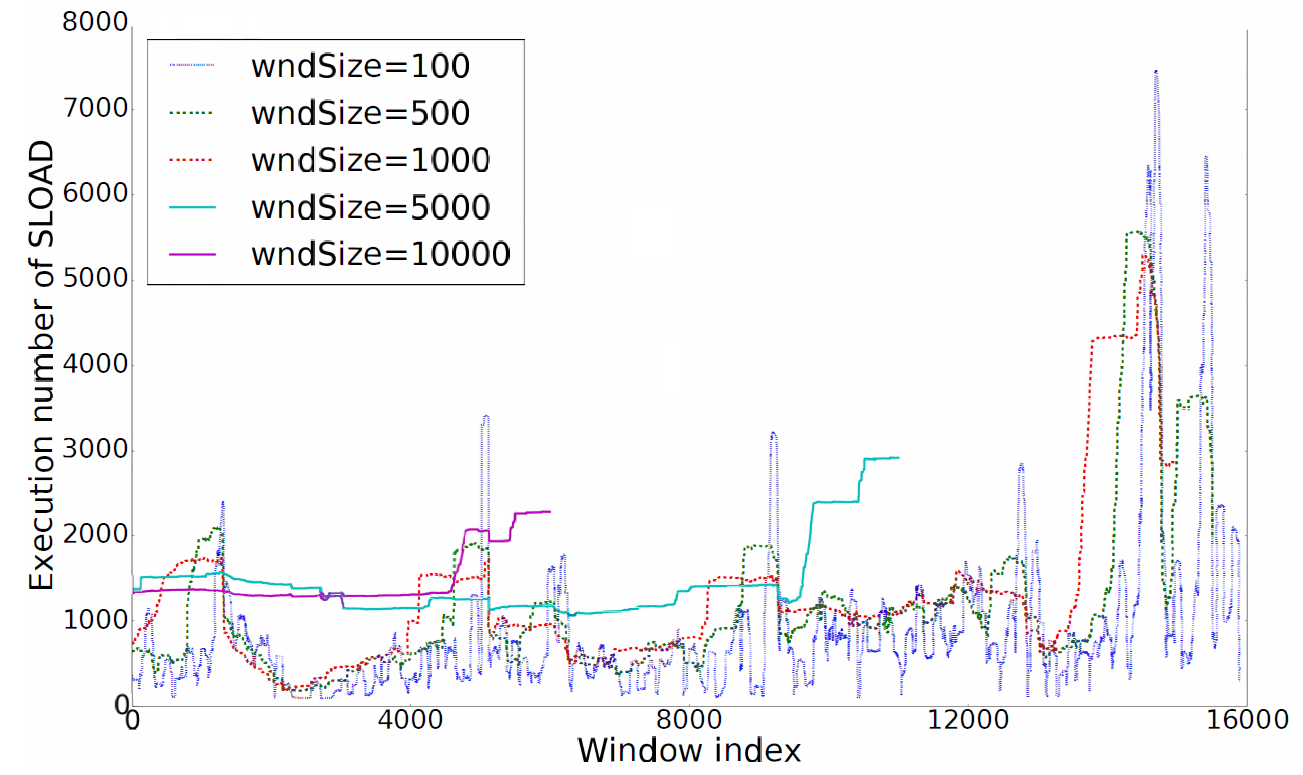 8000
7000
6000
5000
4000
3000
2000
1000
0
Execution number of SLOAD
wndSize=100
wndSize=500
wndSize=1000
wndSize=5000
wndSize=10000
0
4000
8000
12000
16000
Window index